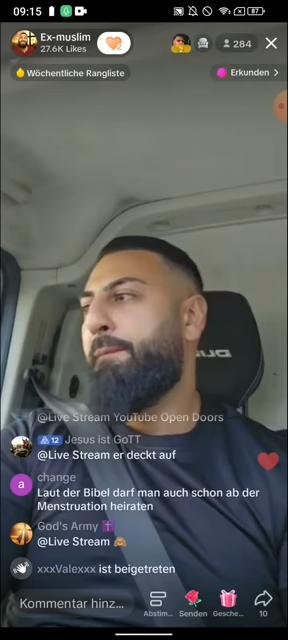 09:15
87
Ex-muslim
27.6K Likes
284
Wöchentliche Rangliste
Erkunden
@Live Stream YouTube Open Doors
12 Jesus ist GoTT
@Live Stream er deckt auf
a change
Laut der Bibel darf man auch schon ab der
Menstruation heiraten
God's Army
@Live Stream
xxxValexxx ist beigetreten
Kommentar hinz...
Abstim...
Senden
Gesche...
10